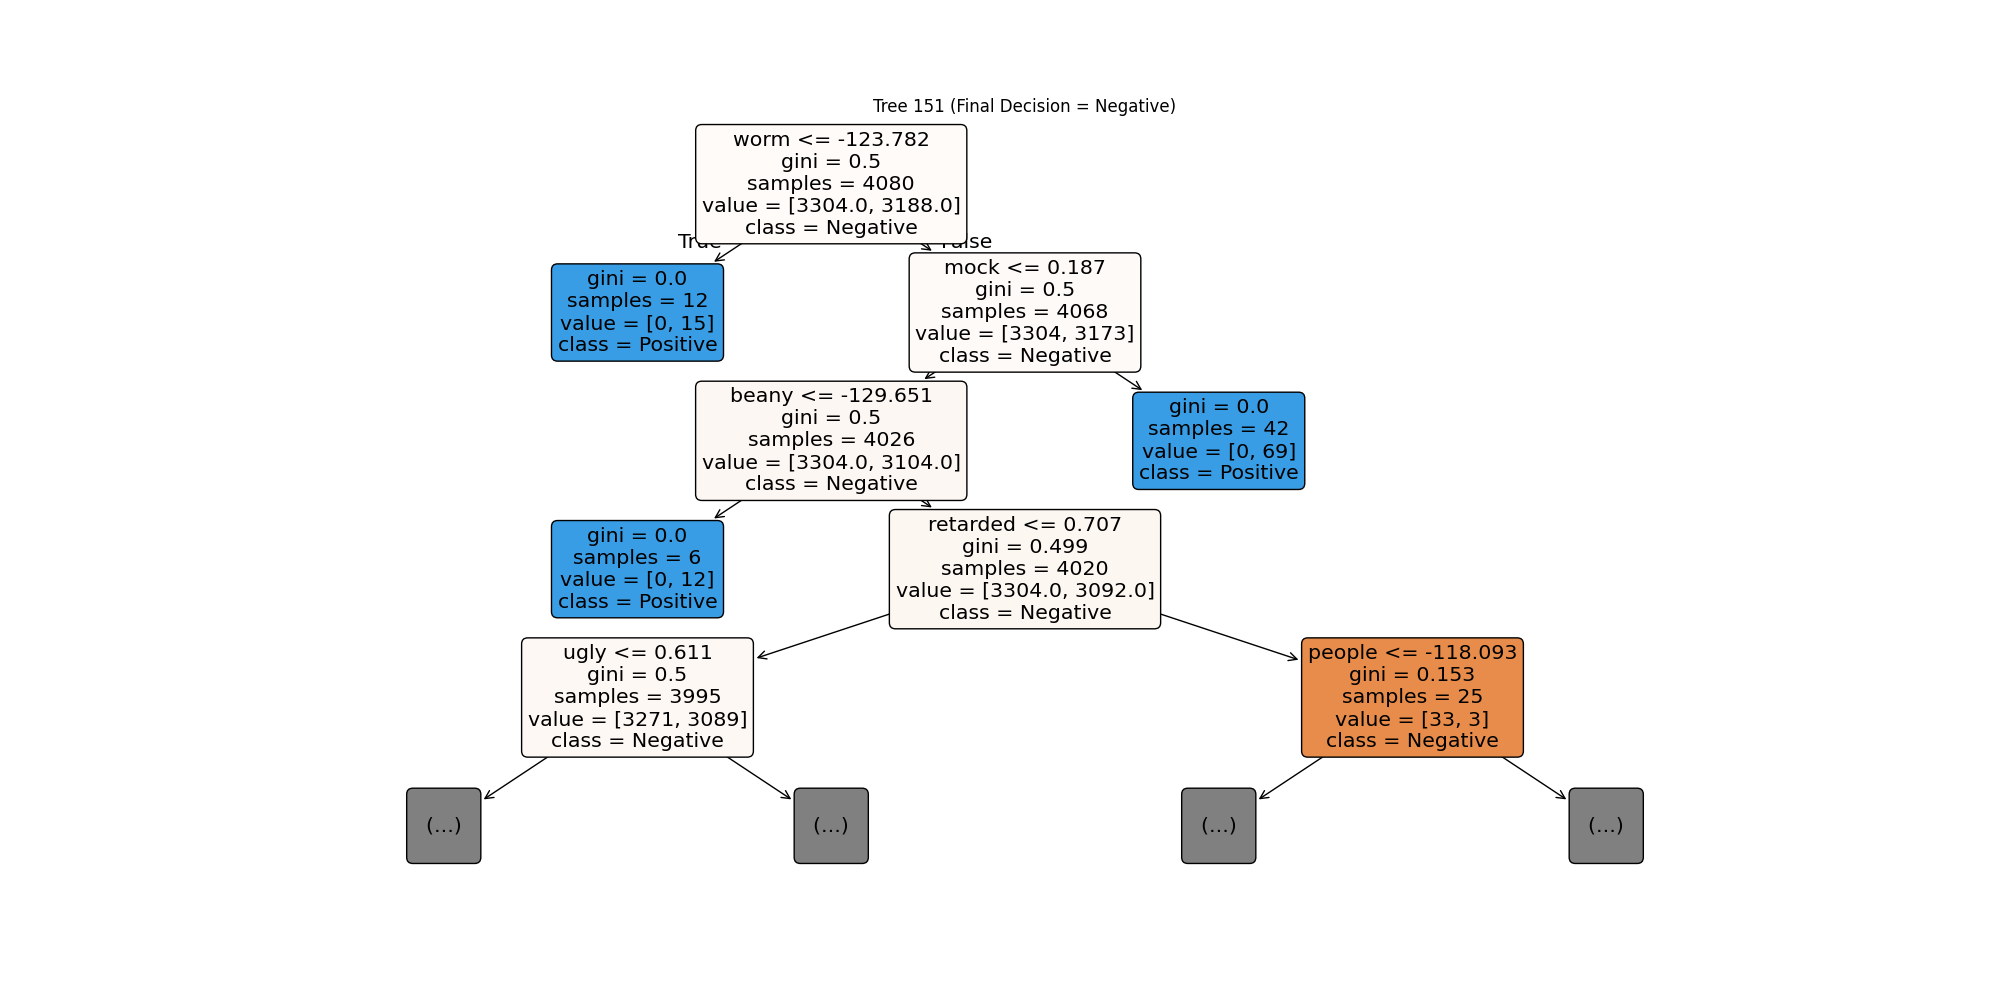 Tree 151 (Final Decision = Negative)
worm <= -123.782
gini = 0.5
samples = 4080
value = [3304.0, 3188.0]
class = Negative
True
False
gini = 0.0
samples = 12
value = [0, 15]
class = Positive
mock <= 0.187
gini = 0.5
samples = 4068
value = [3304, 3173]
class = Negative
beany <= -129.651
gini = 0.5
samples = 4026
value = [3304.0, 3104.0]
class = Negative
gini = 0.0
samples = 42
value = [0, 69]
class = Positive
gini = 0.0
samples = 6
value = [0, 12]
class = Positive
retarded <= 0.707
gini = 0.499
samples = 4020
value = [3304.0, 3092.0]
class = Negative
ugly <= 0.611
gini = 0.5
samples = 3995
value = [3271, 3089]
class = Negative
people <= -118.093
gini = 0.153
samples = 25
value = [33, 3]
class = Negative
(...)
(...)
(...)
(...)